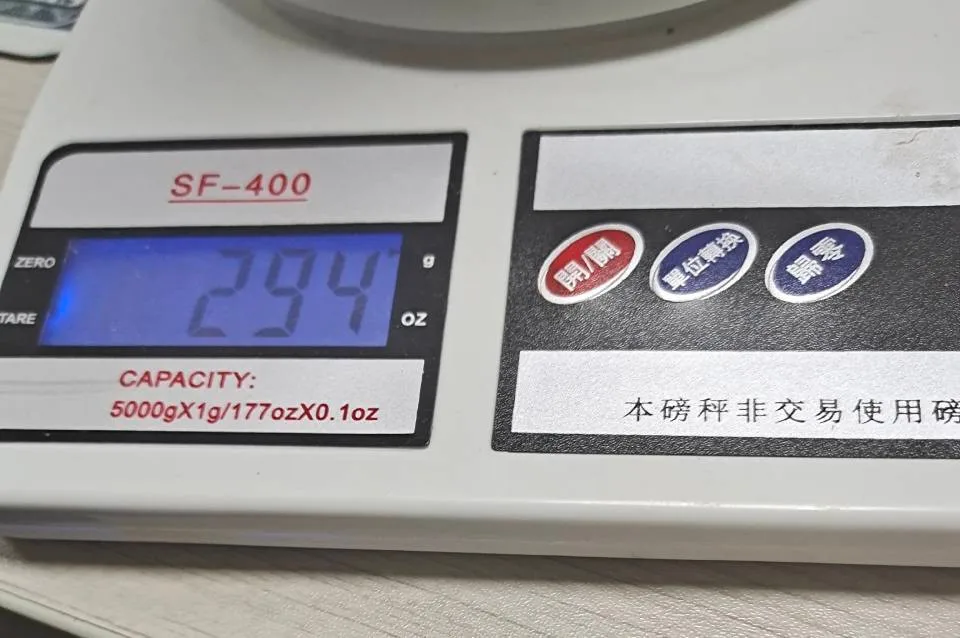 SF-400
ZERO
TARE
294
g
OZ
CAPACITY:
5000gX1g/177ozX0.1oz
開/關
單位轉換
歸零
本磅秤非交易使用磅